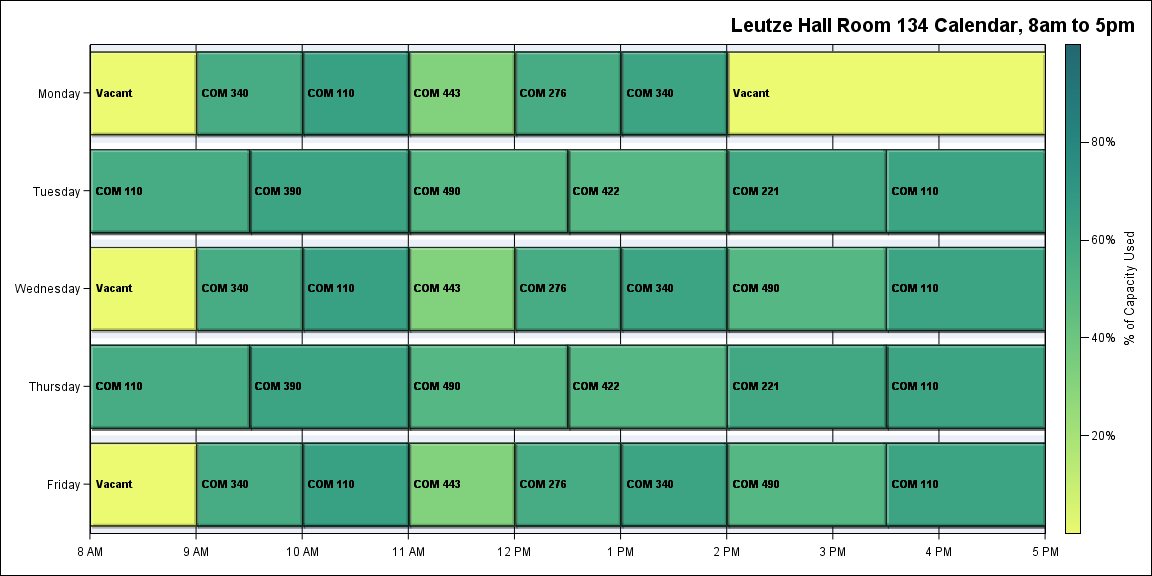 Leutze Hall Room 134 Calendar, 8am to 5pm
Monday
Vacant
COM 340
COM 110
COM 443
COM 276
COM 340
Vacant
Tuesday
COM 110
COM 390
COM 490
COM 422
COM 221
COM 110
Wednesday
Vacant
COM 340
COM 110
COM 443
COM 276
COM 340
COM 490
COM 110
Thursday
COM 110
COM 390
COM 490
COM 422
COM 221
COM 110
Friday
Vacant
COM 340
COM 110
COM 443
COM 276
COM 340
COM 490
COM 110
8 AM
9 AM
10 AM
11 AM
12 PM
1 PM
2 PM
3 PM
4 PM
5 PM
80%
60%
40%
20%
% of Capacity Used